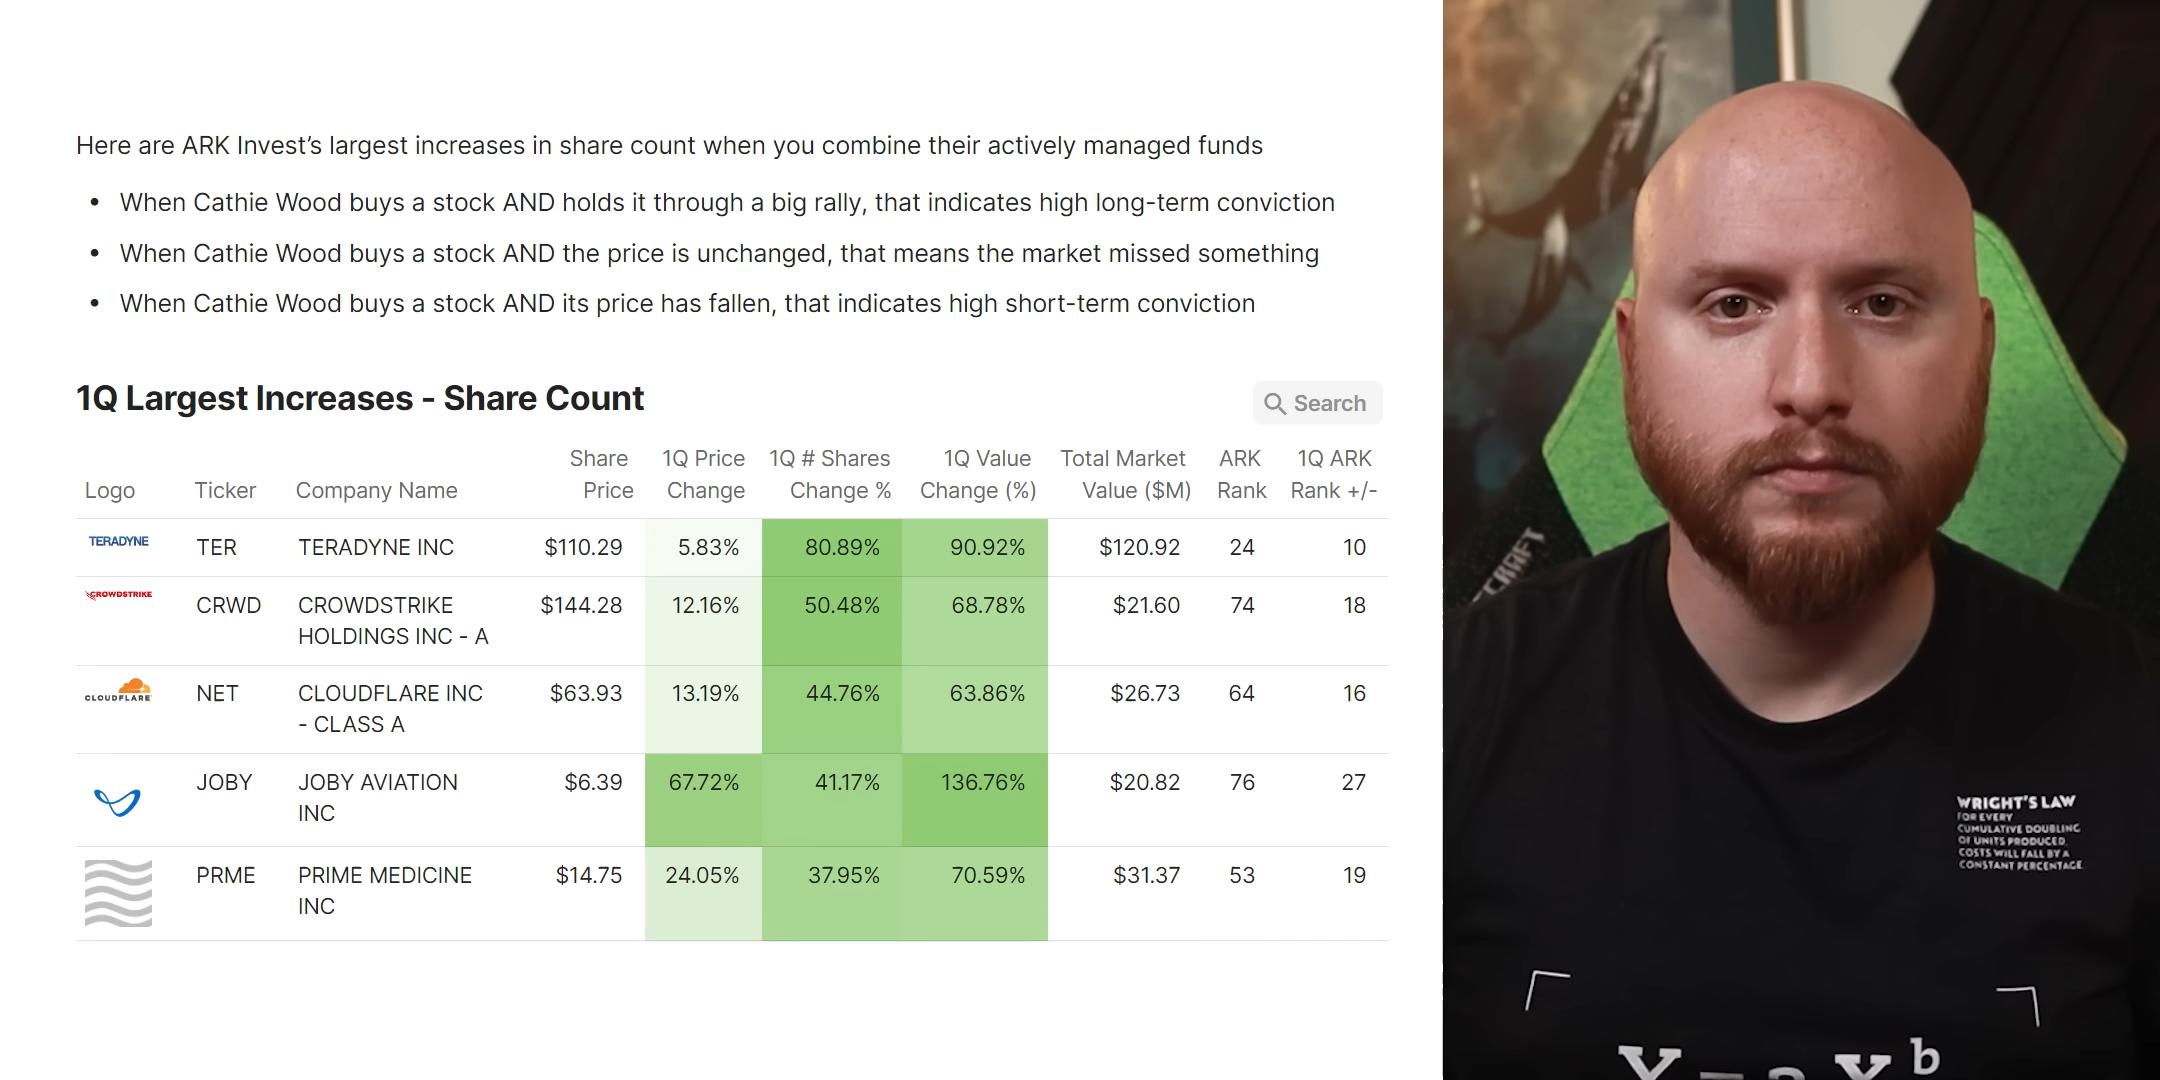 Here are ARK Invest’s largest increases in share count when you combine their actively managed funds
• When Cathie Wood buys a stock AND holds it through a big rally, that indicates high long-term conviction
• When Cathie Wood buys a stock AND the price is unchanged, that means the market missed something
• When Cathie Wood buys a stock AND its price has fallen, that indicates high short-term conviction
1Q Largest Increases - Share Count
Search
Logo Ticker Company Name Share Price 1Q Price Change 1Q # Shares Change % 1Q Value Change (%) Total Market Value ($M) ARK Rank 1Q ARK Rank +/-
TERADYNE TER TERADYNE INC $110.29 5.83% 80.89% 90.92% $120.92 24 10
CROWDSTRIKE CRWD CROWDSTRIKE $144.28 12.16% 50.48% 68.78% $21.60 74 18
HOLDINGS INC - A
CLOUDFLARE NET CLOUDFLARE INC $63.93 13.19% 44.76% 63.86% $26.73 64 16
- CLASS A
JOBY JOBY AVIATION $6.39 67.72% 41.17% 136.76% $20.82 76 27
INC
PRME PRIME MEDICINE $14.75 24.05% 37.95% 70.59% $31.37 53 19
INC
WRIGHT'S LAW
FOR EVERY
CUMULATIVE DOUBLING
OF UNITS PRODUCED,
COSTS WILL FALL BY A
CONSTANT PERCENTAGE